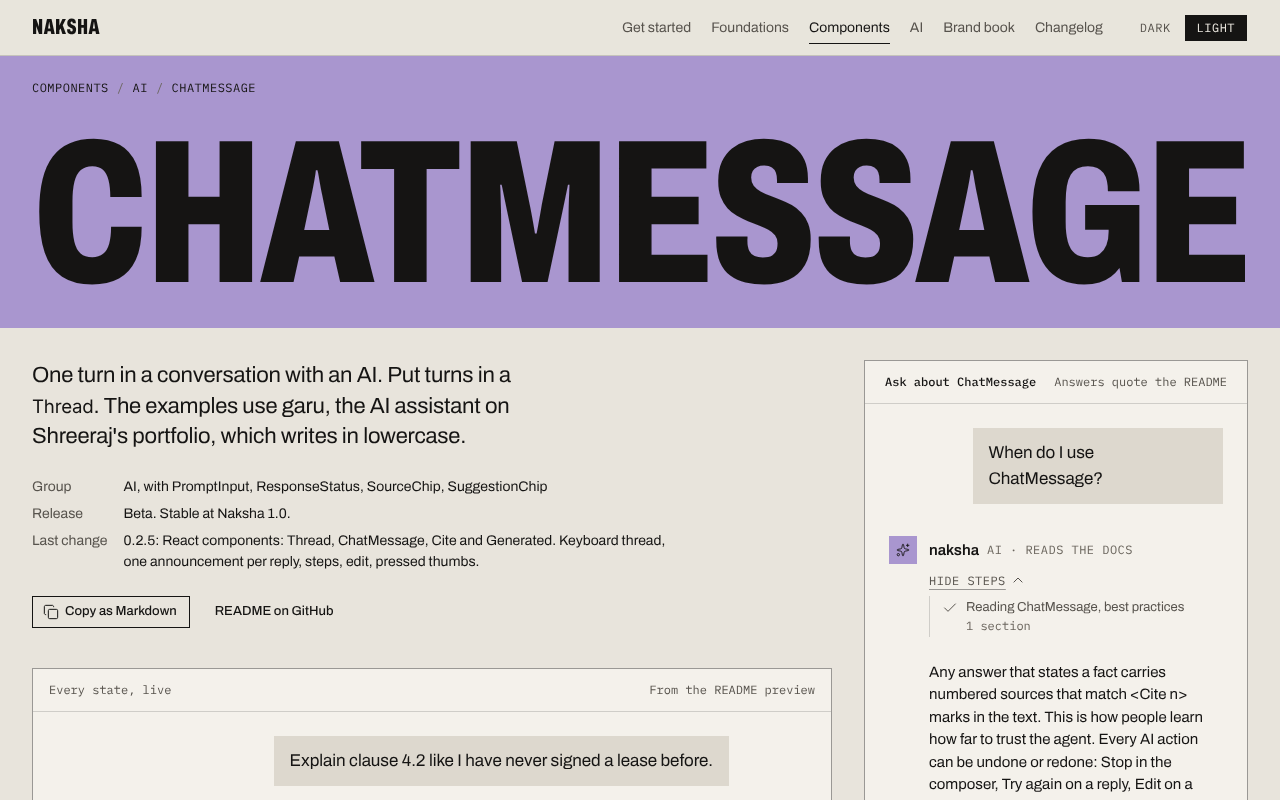 NAKSHA
Get started
Foundations
Components
AI
Brand book
Changelog
DARK
LIGHT
COMPONENTS / AI / CHATMESSAGE
CHATMESSAGE
One turn in a conversation with an AI. Put turns in a
Thread. The examples use garu, the AI assistant on
Shreeraj's portfolio, which writes in lowercase.
Group AI, with PromptInput, ResponseStatus, SourceChip, SuggestionChip
Release Beta. Stable at Naksha 1.0.
Last change 0.2.5: React components: Thread, ChatMessage, Cite and Generated. Keyboard thread,
one announcement per reply, steps, edit, pressed thumbs.
Copy as Markdown
README on GitHub
Every state, live
From the README preview
Explain clause 4.2 like I have never signed a lease before.
Ask about ChatMessage
Answers quote the README
When do I use
ChatMessage?
naksha AI · READS THE DOCS
HIDE STEPS
Reading ChatMessage, best practices
1 section
Any answer that states a fact carries
numbered sources that match <Cite n>
marks in the text. This is how people learn
how far to trust the agent. Every AI action
can be undone or redone: Stop in the
composer, Try again on a reply, Edit on a